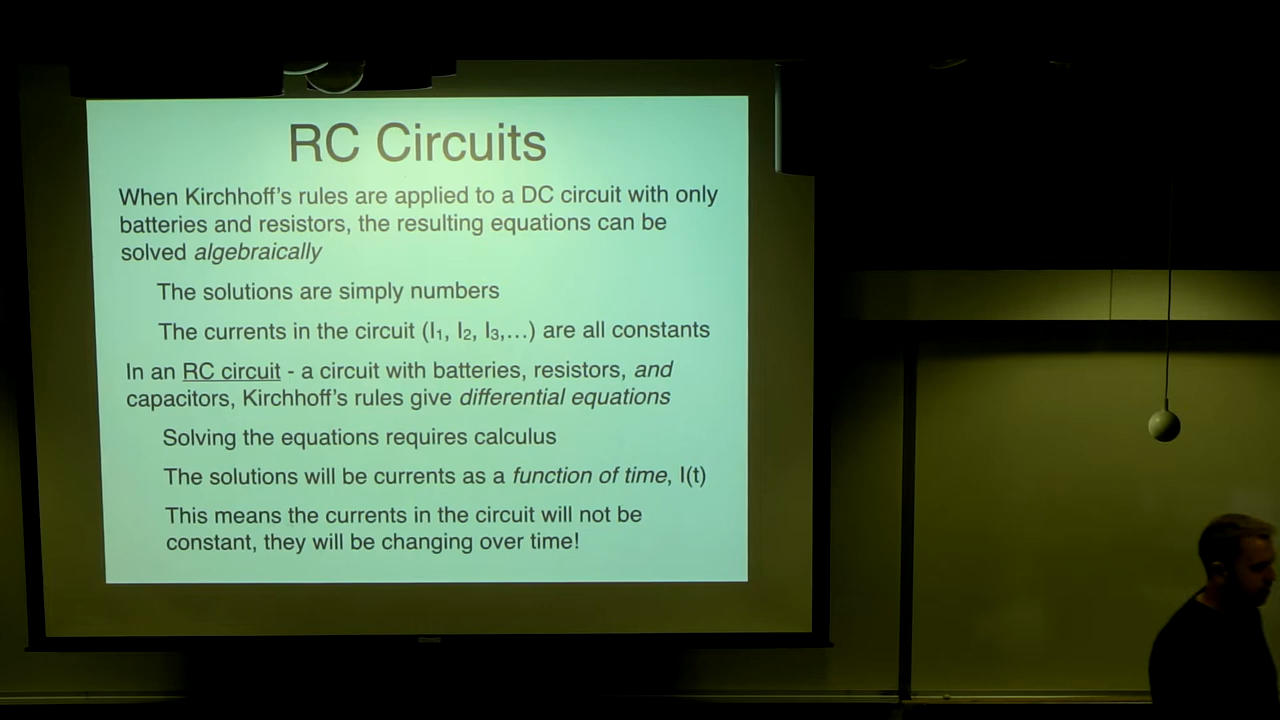 RC Circuits
When Kirchhoff's rules are applied to a DC circuit with only
batteries and resistors, the resulting equations can be
solved algebraically
The solutions are simply numbers
The currents in the circuit (I₁, I₂, I₃,...) are all constants
In an RC circuit - a circuit with batteries, resistors, and
capacitors, Kirchhoff's rules give differential equations
Solving the equations requires calculus
The solutions will be currents as a function of time, I(t)
This means the currents in the circuit will not be
constant, they will be changing over time!